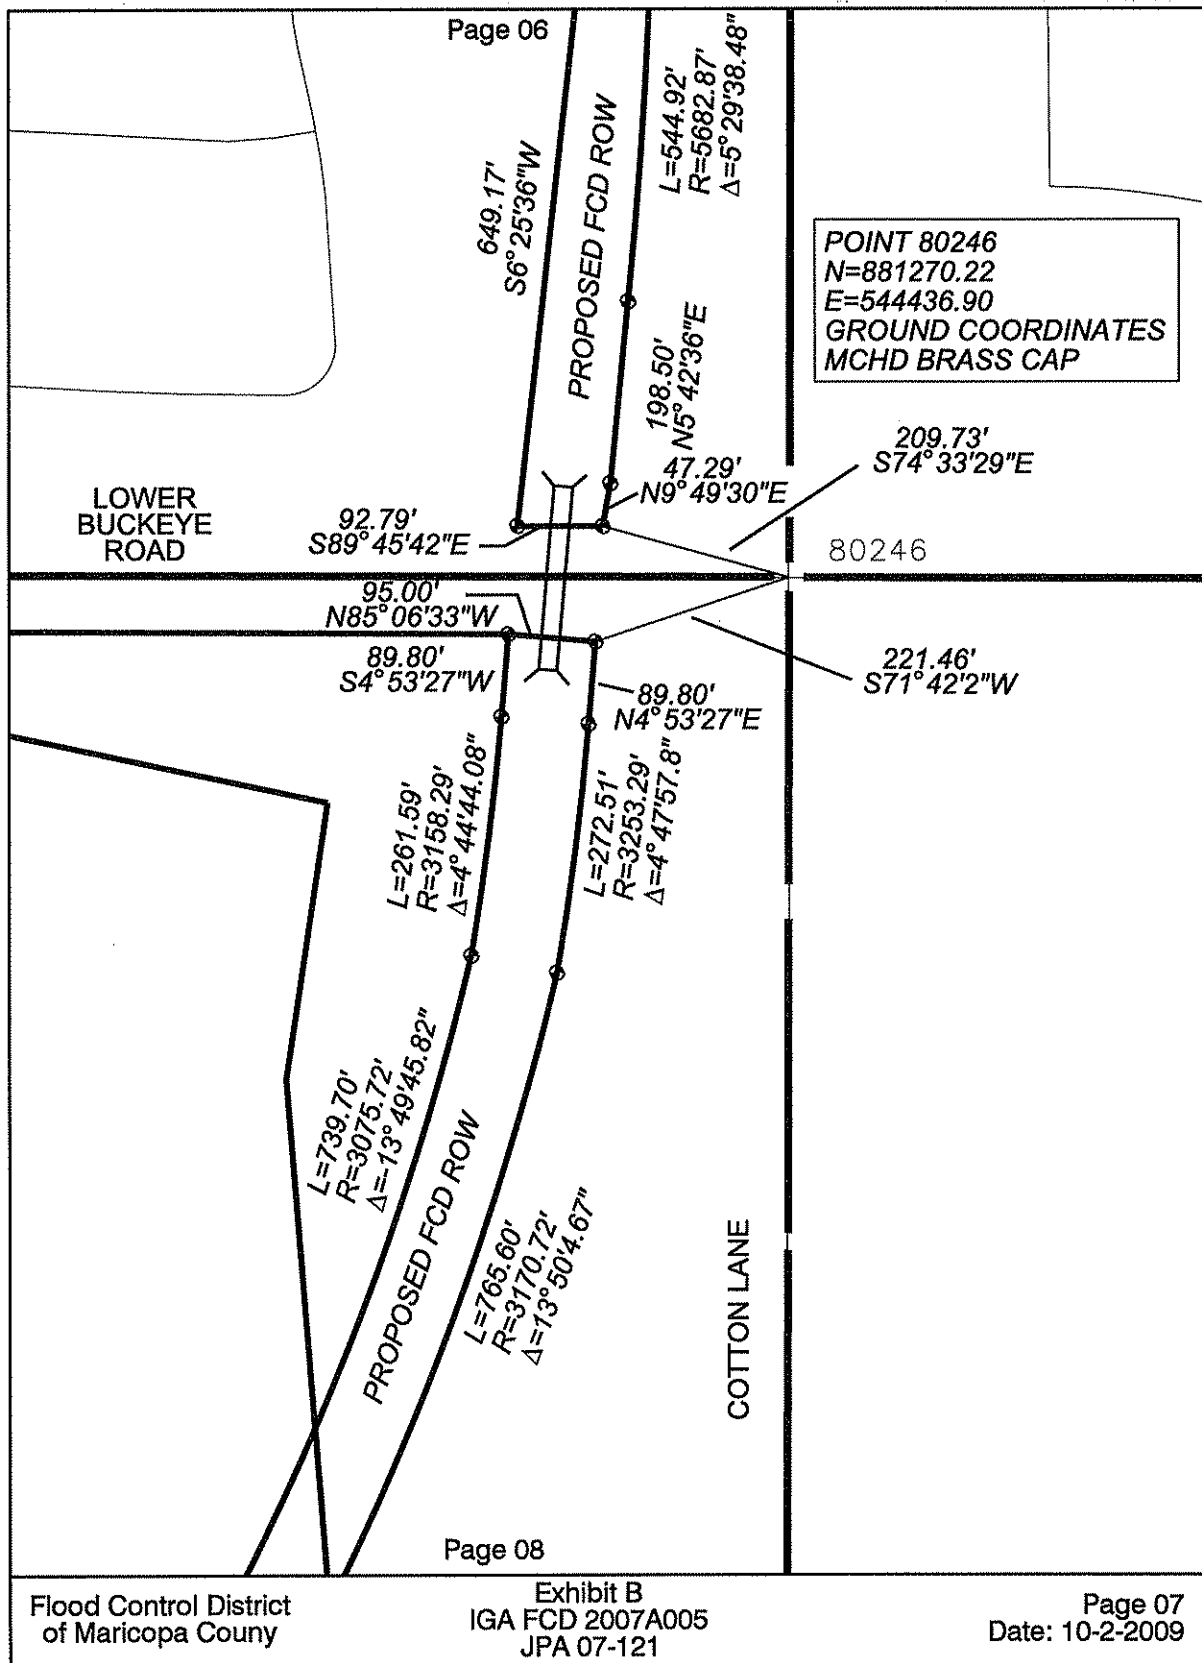 Page 06
L=544.92'
R=5682.87'
Δ=5°29'38.48"
649.17'
S6°25'36"W
PROPOSED FCD ROW
POINT 80246
N=881270.22
E=544436.90
GROUND COORDINATES
MCHD BRASS CAP
198.50'
N5°42'36"E
209.73'
S74°33'29"E
47.29'
N9°49'30"E
LOWER
BUCKEYE
ROAD
92.79'
S89°45'42"E
80246
95.00'
N85°06'33"W
89.80'
S4°53'27"W
221.46'
S71°42'2"W
89.80'
N4°53'27"E
L=261.59'
R=3158.29'
Δ=4°44'44.08"
L=272.51'
R=3253.29'
Δ=4°47'57.8"
L=739.70'
R=3075.72'
Δ=-13°49'45.82"
PROPOSED FCD ROW
L=765.60'
R=3170.72'
Δ=13°50'4.67"
COTTON LANE
Page 08
Flood Control District
of Maricopa Couny
Exhibit B
IGA FCD 2007A005
JPA 07-121
Page 07
Date: 10-2-2009